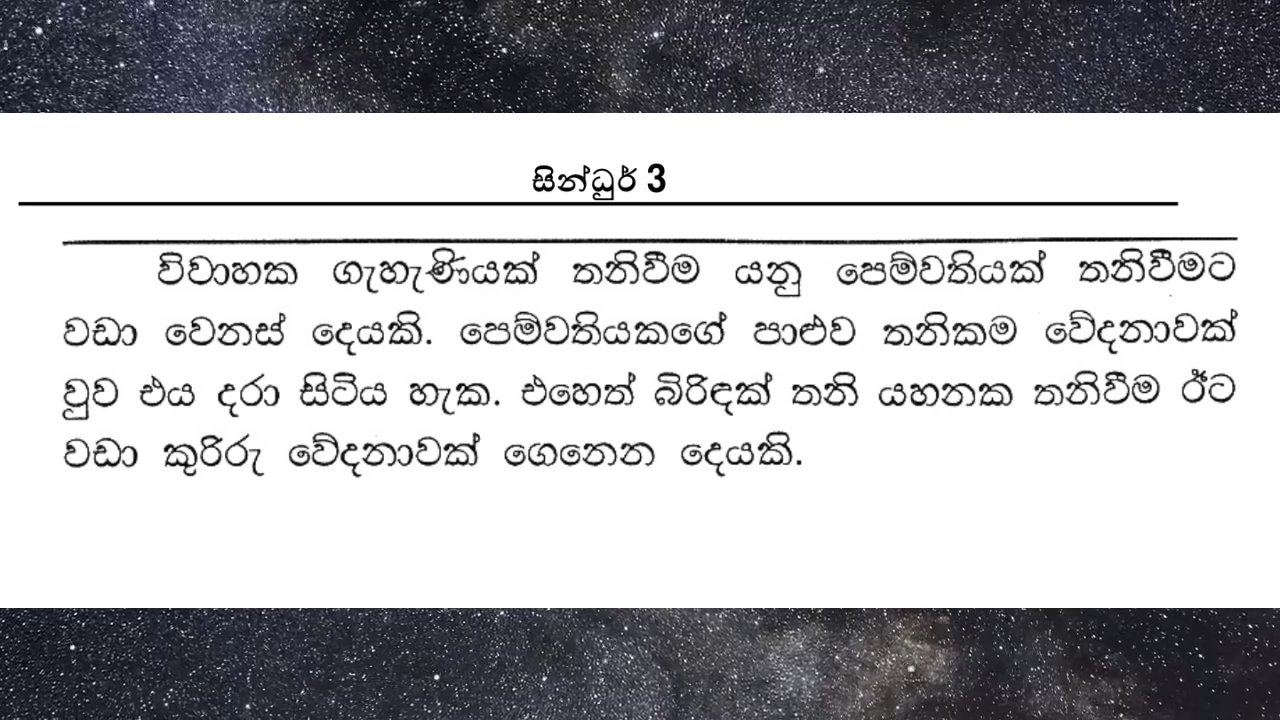 සින්ධුර් 3
විවාහක ගැහැණියක් තනිවීම යනු පෙම්වතියක් තනිවීමට
වඩා වෙනස් දෙයකි. පෙම්වතියකගේ පාළුව තනිකම වේදනාවක්
වුව එය දරා සිටිය හැක. එහෙත් බිරිඳක් තනි යහනක තනිවීම ඊට
වඩා කුරිරු වේදනාවක් ගෙනෙන දෙයකි.